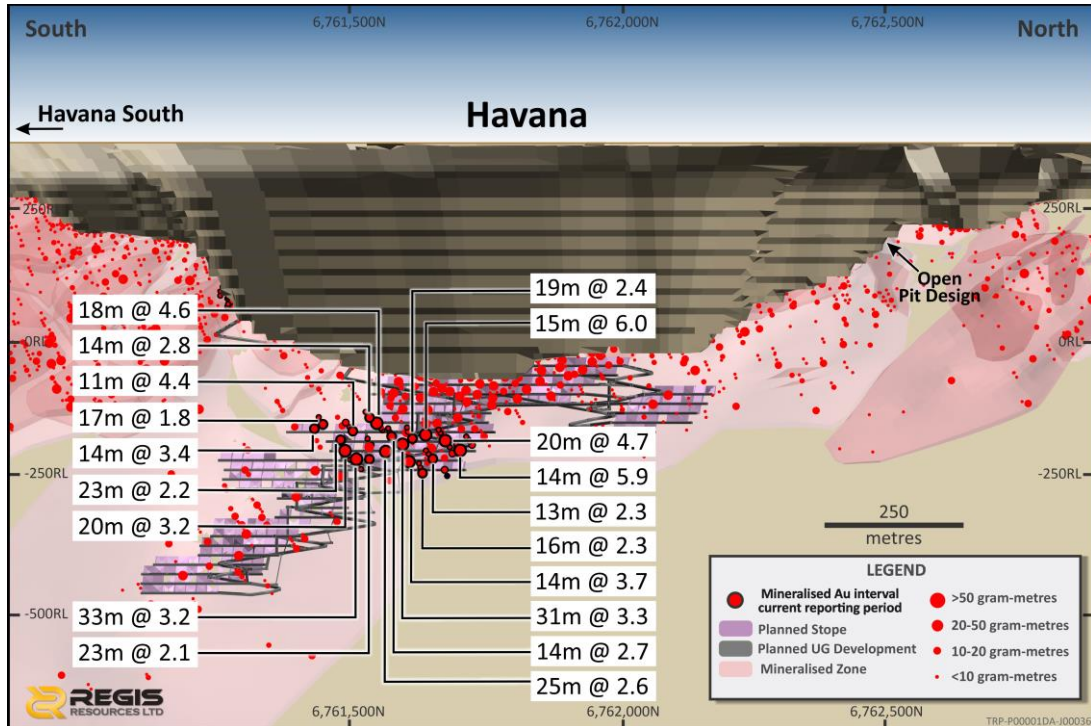 South
6,761,500N
6,762,000N
6,762,500N
North
Havana South
Havana
250RL
250RL
Open
Pit Design
0RL
0RL
-250RL
-250RL
-500RL
18m @ 4.6
14m @ 2.8
11m @ 4.4
17m @ 1.8
14m @ 3.4
23m @ 2.2
20m @ 3.2
33m @ 3.2
23m @ 2.1
19m @ 2.4
15m @ 6.0
20m @ 4.7
14m @ 5.9
13m @ 2.3
16m @ 2.3
14m @ 3.7
31m @ 3.3
14m @ 2.7
25m @ 2.6
250
metres
LEGEND
Mineralised Au interval
current reporting period
Planned Stope
Planned UG Development
Mineralised Zone
>50 gram-metres
20-50 gram-metres
10-20 gram-metres
<10 gram-metres
REGIS
RESOURCES LTD
6,761,500N
6,762,000N
6,762,500N